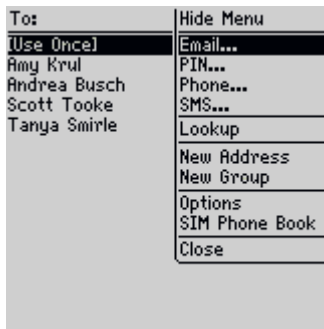 To:
[Use Once]
Amy Krul
Andrea Busch
Scott Tooke
Tanya Smirle
Hide Menu
Email...
PIN...
Phone...
SMS...
Lookup
New Address
New Group
Options
SIM Phone Book
Close